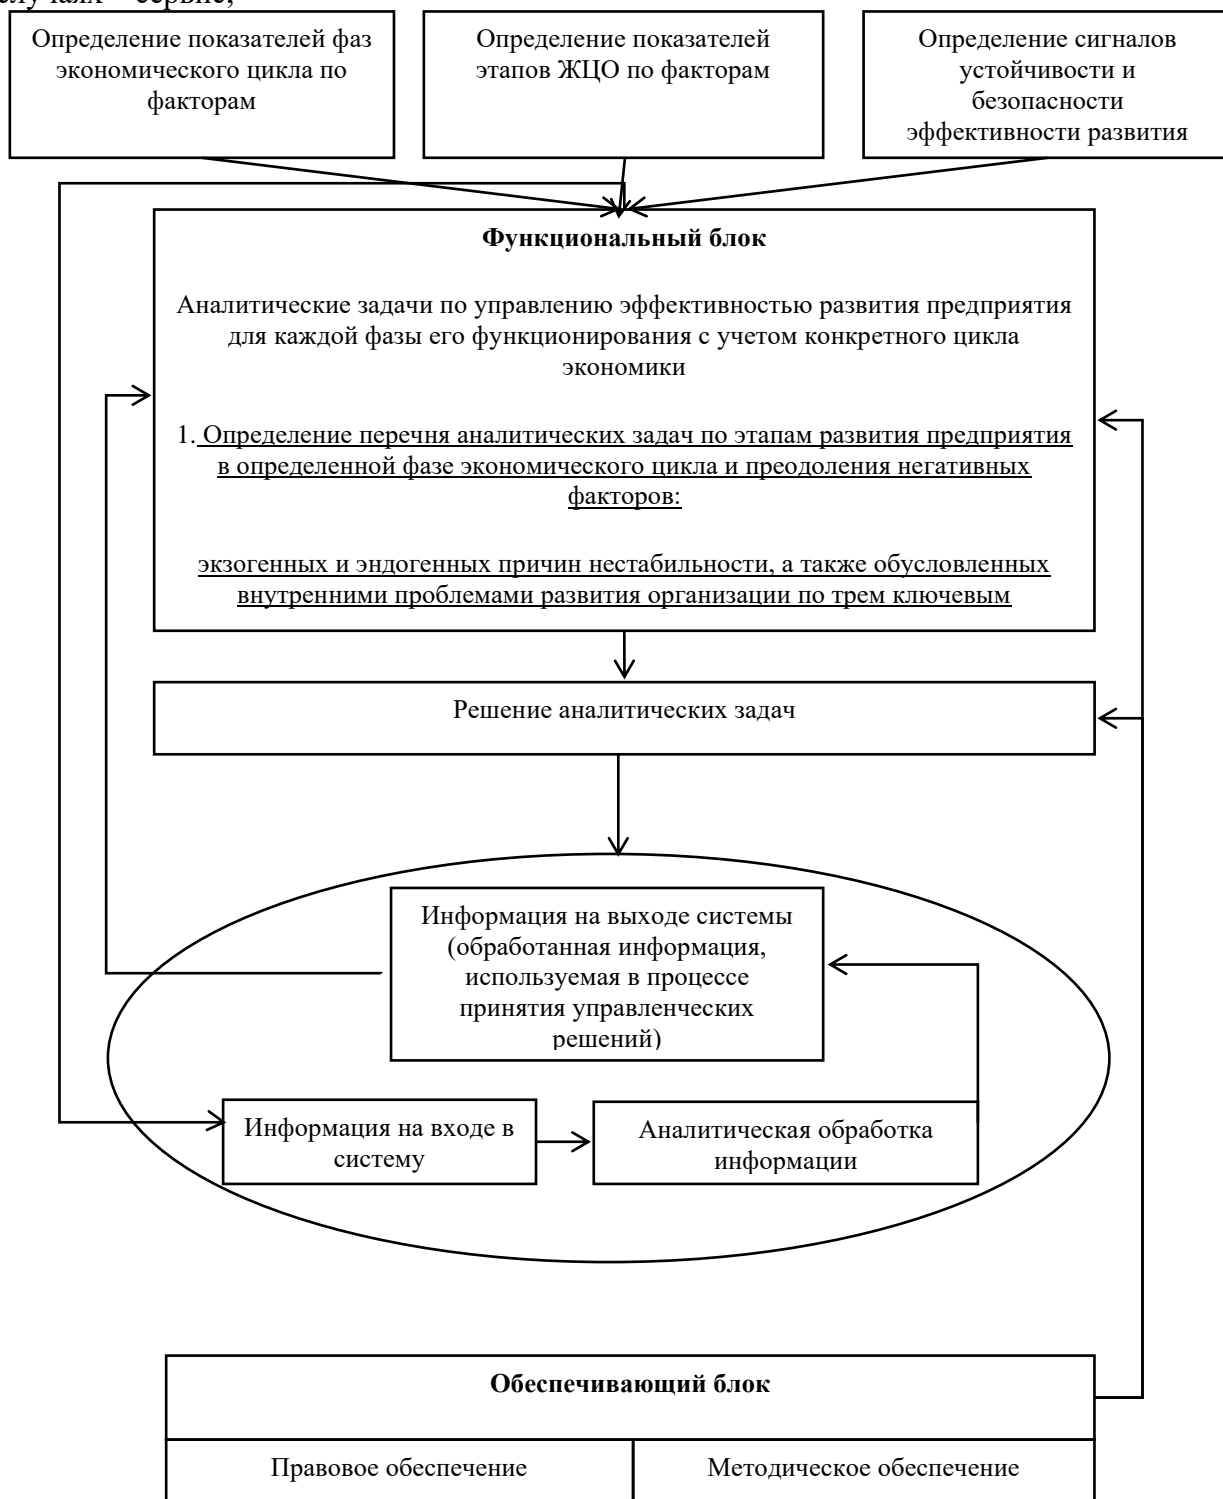 случаях – сервис,
Определение показателей фаз
экономического цикла по
факторам
Определение показателей
этапов ЖЦО по факторам
Определение сигналов
устойчивости и
безопасности
эффективности развития
Функциональный блок
Аналитические задачи по управлению эффективностью развития предприятия
для каждой фазы его функционирования с учетом конкретного цикла
экономики
1. Определение перечня аналитических задач по этапам развития предприятия
в определенной фазе экономического цикла и преодоления негативных
факторов:
экзогенных и эндогенных причин нестабильности, а также обусловленных
внутренними проблемами развития организации по трем ключевым
Решение аналитических задач
Информация на выходе системы
(обработанная информация,
используемая в процессе
принятия управленческих
решений)
Информация на входе в
систему
Аналитическая обработка
информации
Обеспечивающий блок
Правовое обеспечение
Методическое обеспечение